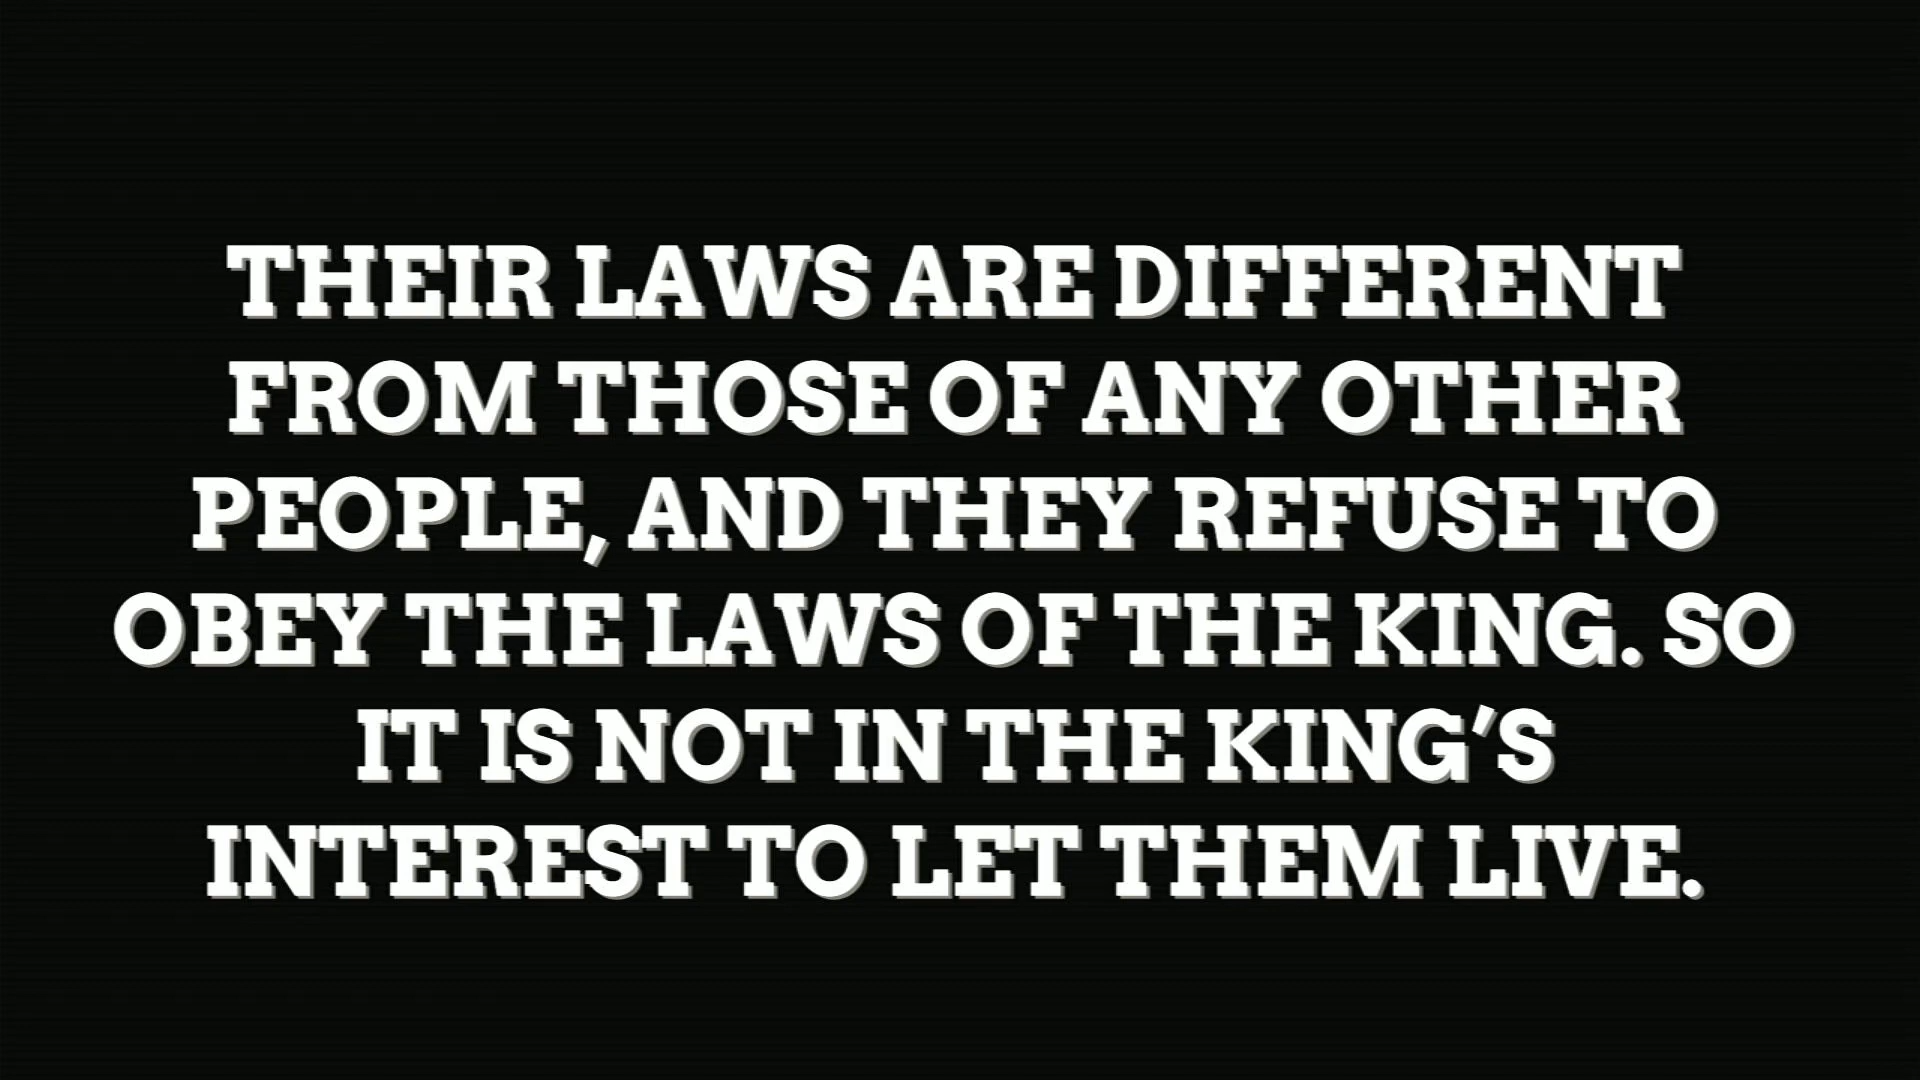 THEIR LAWS ARE DIFFERENT
FROM THOSE OF ANY OTHER
PEOPLE, AND THEY REFUSE TO
OBEY THE LAWS OF THE KING. SO
IT IS NOT IN THE KING’S
INTEREST TO LET THEM LIVE.